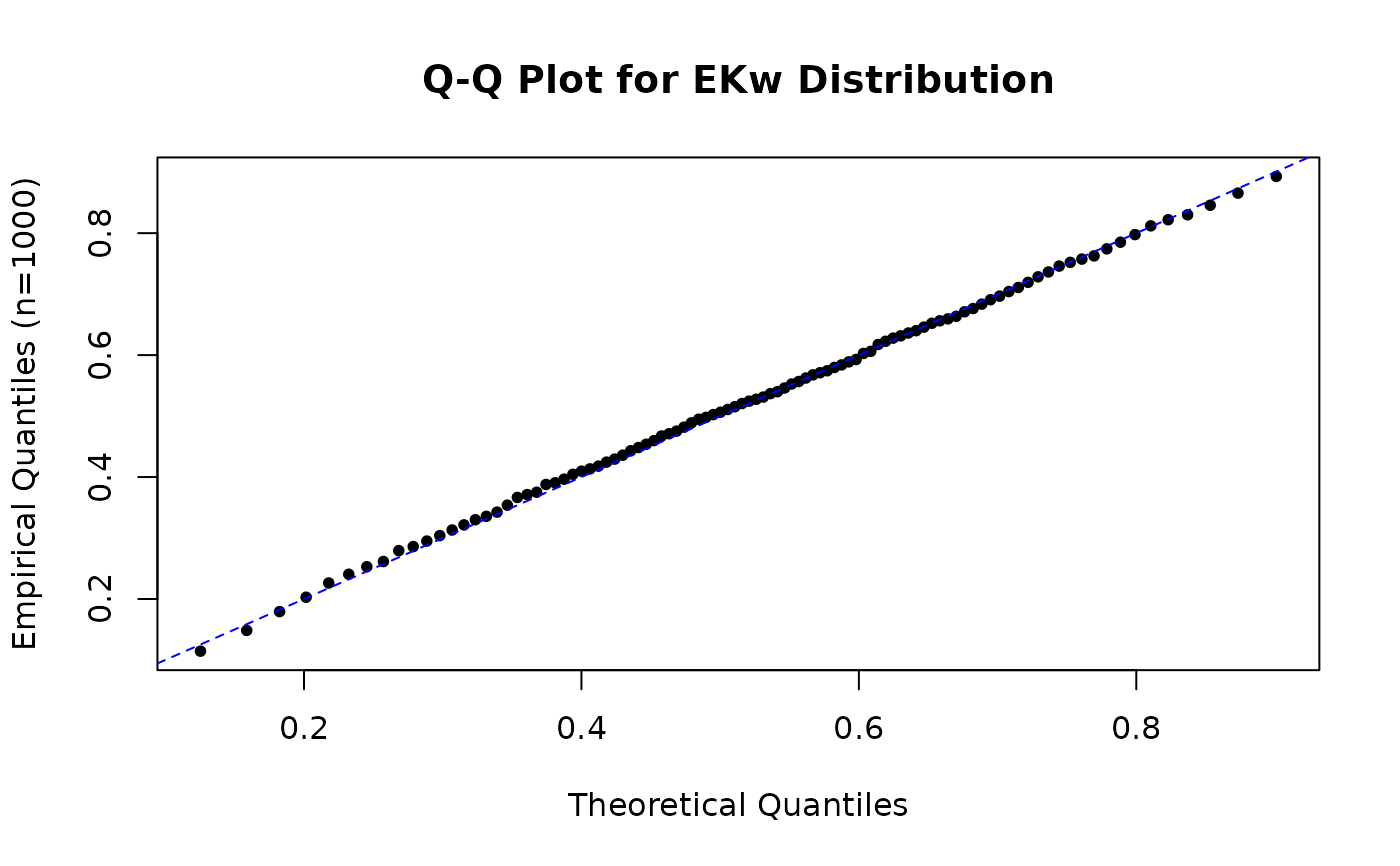 Q-Q Plot for EKw Distribution
Empirical Quantiles (n=1000)
0.8
0.6
0.4
0.2
0.2 0.4 0.6 0.8
Theoretical Quantiles